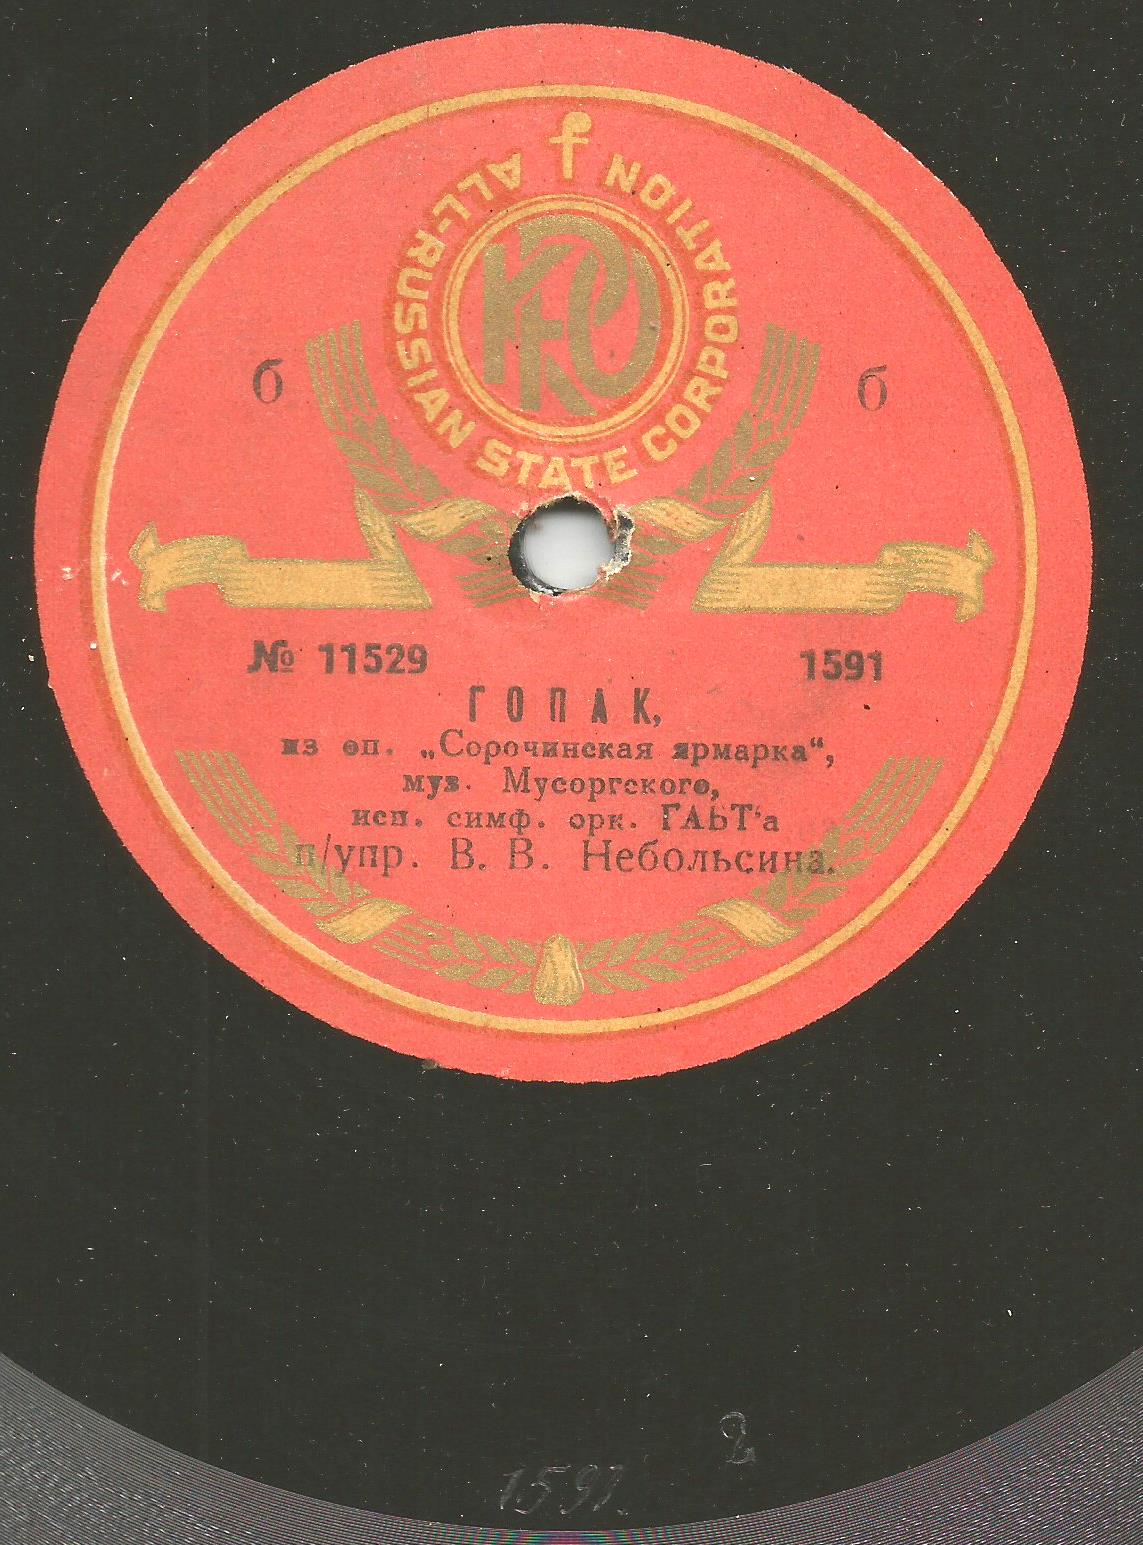 ALL-RUSSIAN STATE CORPORATION
б б
№ 11529 1591
ГОПАК,
из оп. „Сорочинская ярмарка“,
муз. Мусоргского,
исп. симф. орк. ГАБТ'а
п/упр. В. В. Небольсина.
2
1591